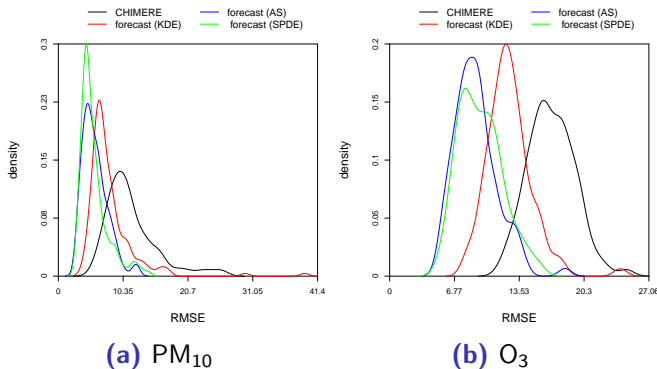 CHIMERE forecast (AS) CHIMERE forecast (AS)
forecast (KDE) forecast (SPDE) forecast (KDE) forecast (SPDE)
0.3
0.23
0.15
0.08
0
density
0 10.35 20.7 31.05 41.4
RMSE
0.2
0.15
0.1
0.05
0
density
0 6.77 13.53 20.3 27.06
RMSE
(a) PM₁₀ (b) O₃